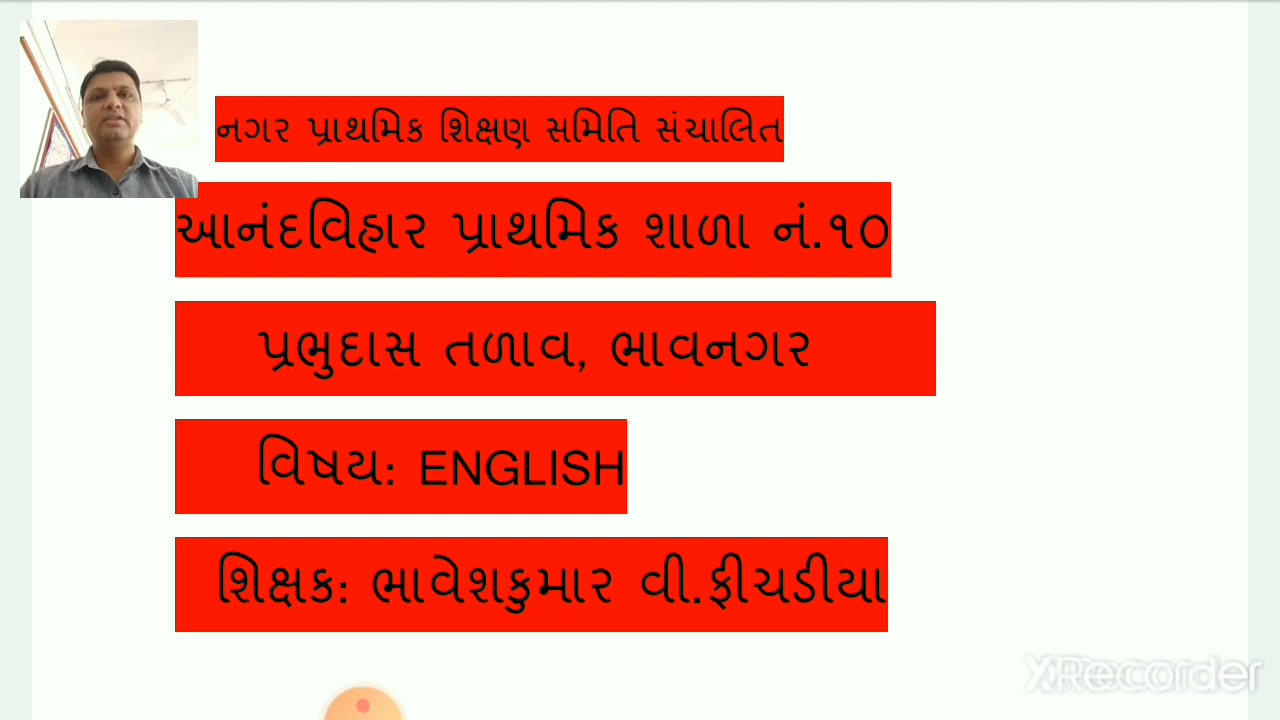 નગર પ્રાથમિક શિક્ષણ સમિતિ સંચાલિત
આનંદવિહાર પ્રાથમિક શાળા નં.૧૦
પ્રભુદાસ તળાવ, ભાવનગર
વિષય: ENGLISH
શિક્ષક: ભાવેશકુમાર વી.ફીચડીયા
XRecorder